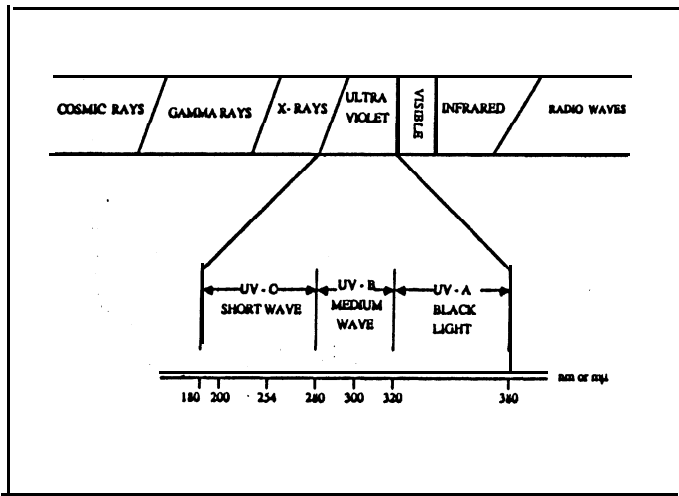 COSMIC RAYS
GAMMA RAYS
X-RAYS
ULTRA
VIOLET
VISIBLE
INFRARED
RADIO WAVES
UV - C
SHORT WAVE
UV - B
MEDIUM
WAVE
UV - A
BLACK
LIGHT
180 200 254 280 300 320 380 nm or mμ